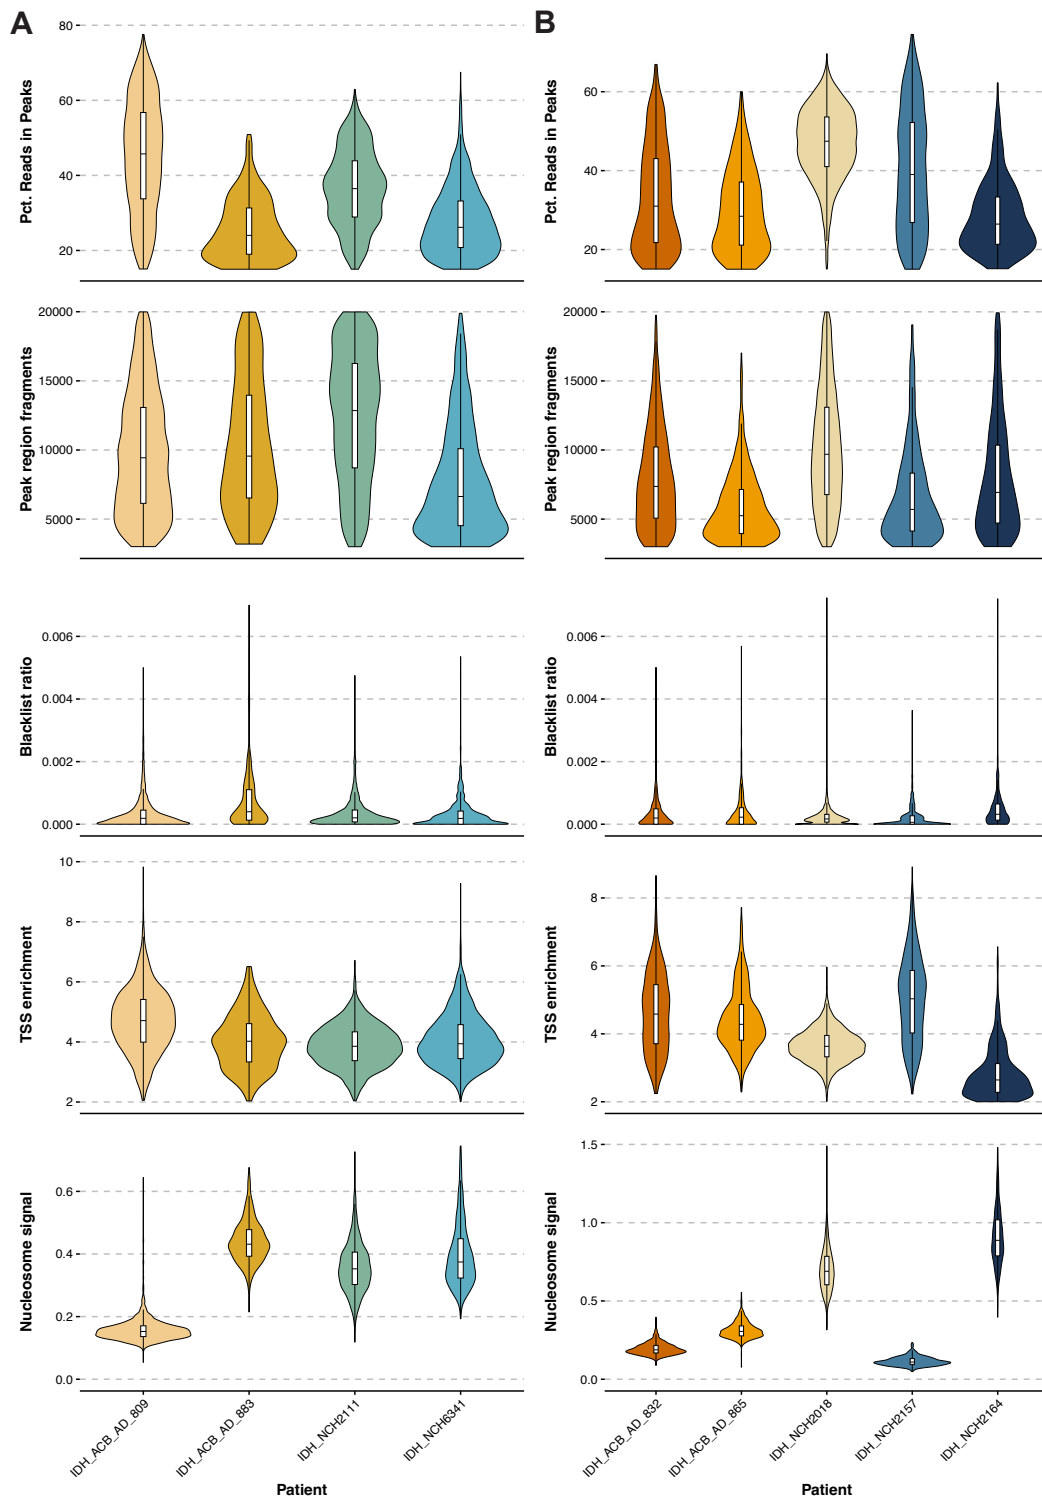 A
B
Pct. Reads in Peaks
80
60
40
20
Pct. Reads in Peaks
60
40
20
Peak region fragments
20000
15000
10000
5000
Peak region fragments
20000
15000
10000
5000
Blacklist ratio
0.006
0.004
0.002
0.000
Blacklist ratio
0.006
0.004
0.002
0.000
TSS enrichment
10
8
6
4
2
TSS enrichment
8
6
4
2
Nucleosome signal
0.6
0.4
0.2
0.0
Nucleosome signal
1.5
1.0
0.5
0.0
IDH_ACB_AD_809
IDH_ACB_AD_883
IDH_NCH2111
IDH_NCH6341
IDH_ACB_AD_832
IDH_ACB_AD_865
IDH_NCH2018
IDH_NCH2157
IDH_NCH2164
Patient
Patient